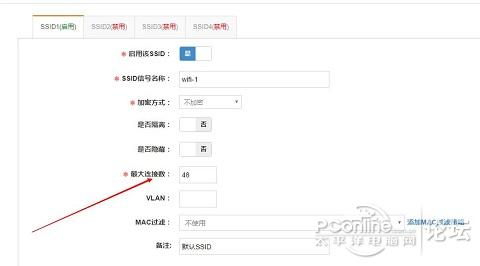 SSID1(启用) SSID2(禁用) SSID3(禁用) SSID4(禁用)
* 启用该SSID: 是
* SSID信号名称: wifi-1
* 加密方式: 不加密
是否隔离: 否
是否隐藏: 否
* 最大连接数: 48
VLAN:
MAC过滤: 不使用 添加MAC过滤
备注: 默认SSID
PConline 论坛
太平洋电脑网